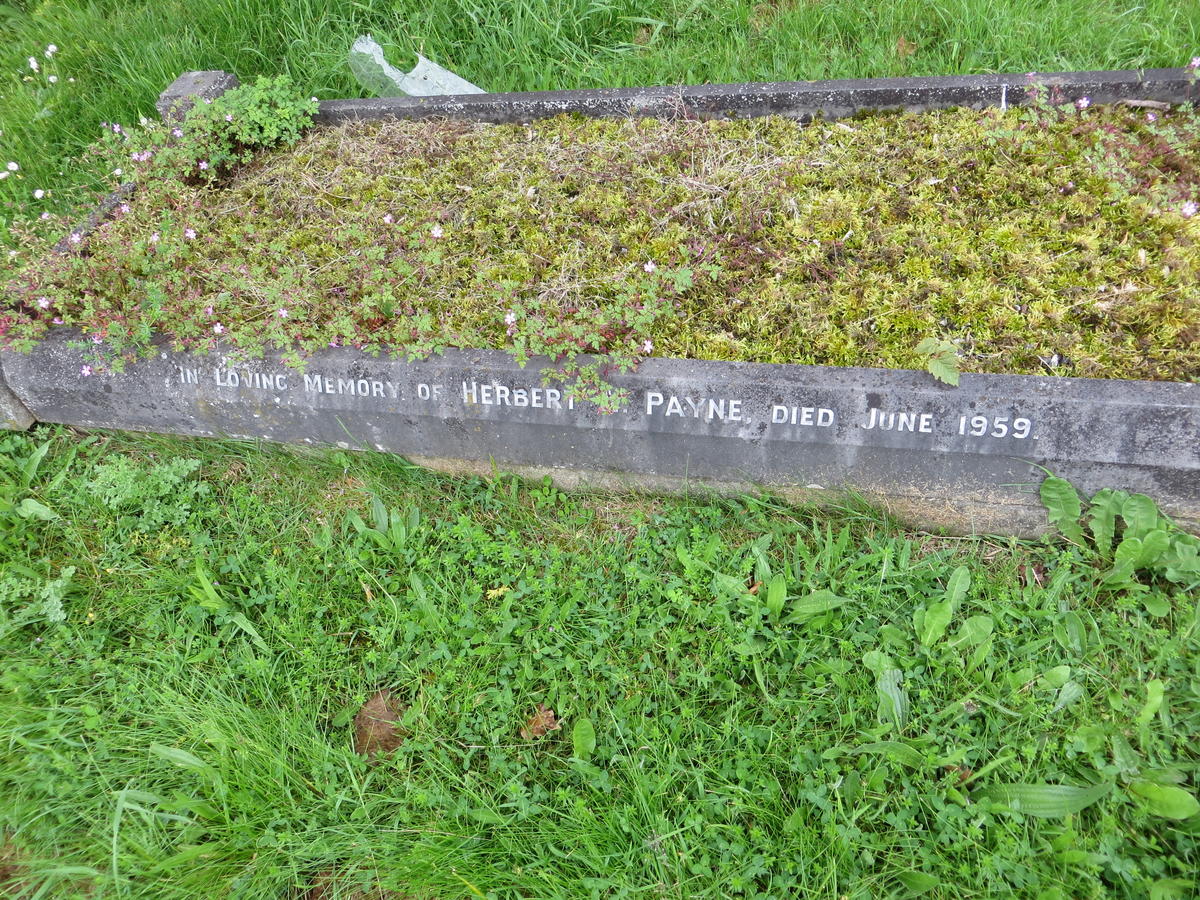 IN LOVING MEMORY OF HERBERT PAYNE, DIED JUNE 1959.